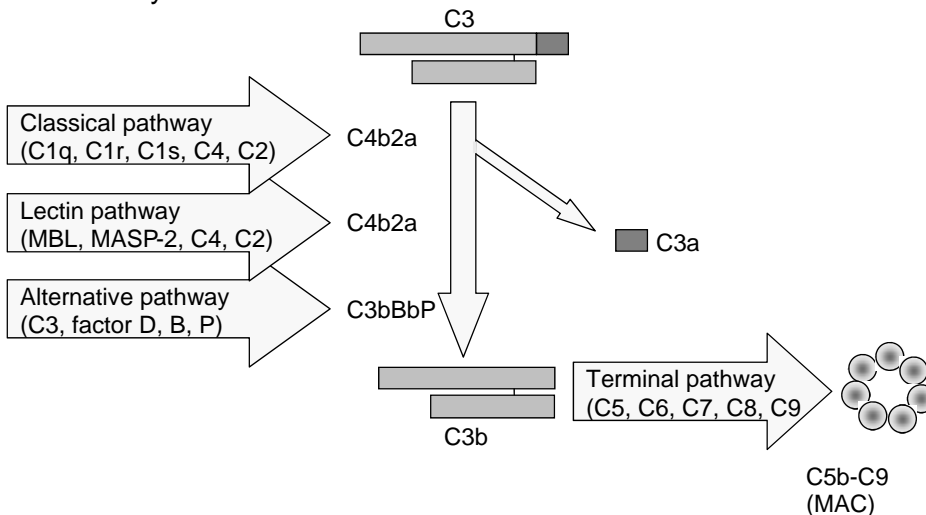 C3
Classical pathway
(C1q, C1r, C1s, C4, C2)
C4b2a
Lectin pathway
(MBL, MASP-2, C4, C2)
C4b2a
C3a
Alternative pathway
(C3, factor D, B, P)
C3bBbP
Terminal pathway
(C5, C6, C7, C8, C9
C3b
C5b-C9
(MAC)